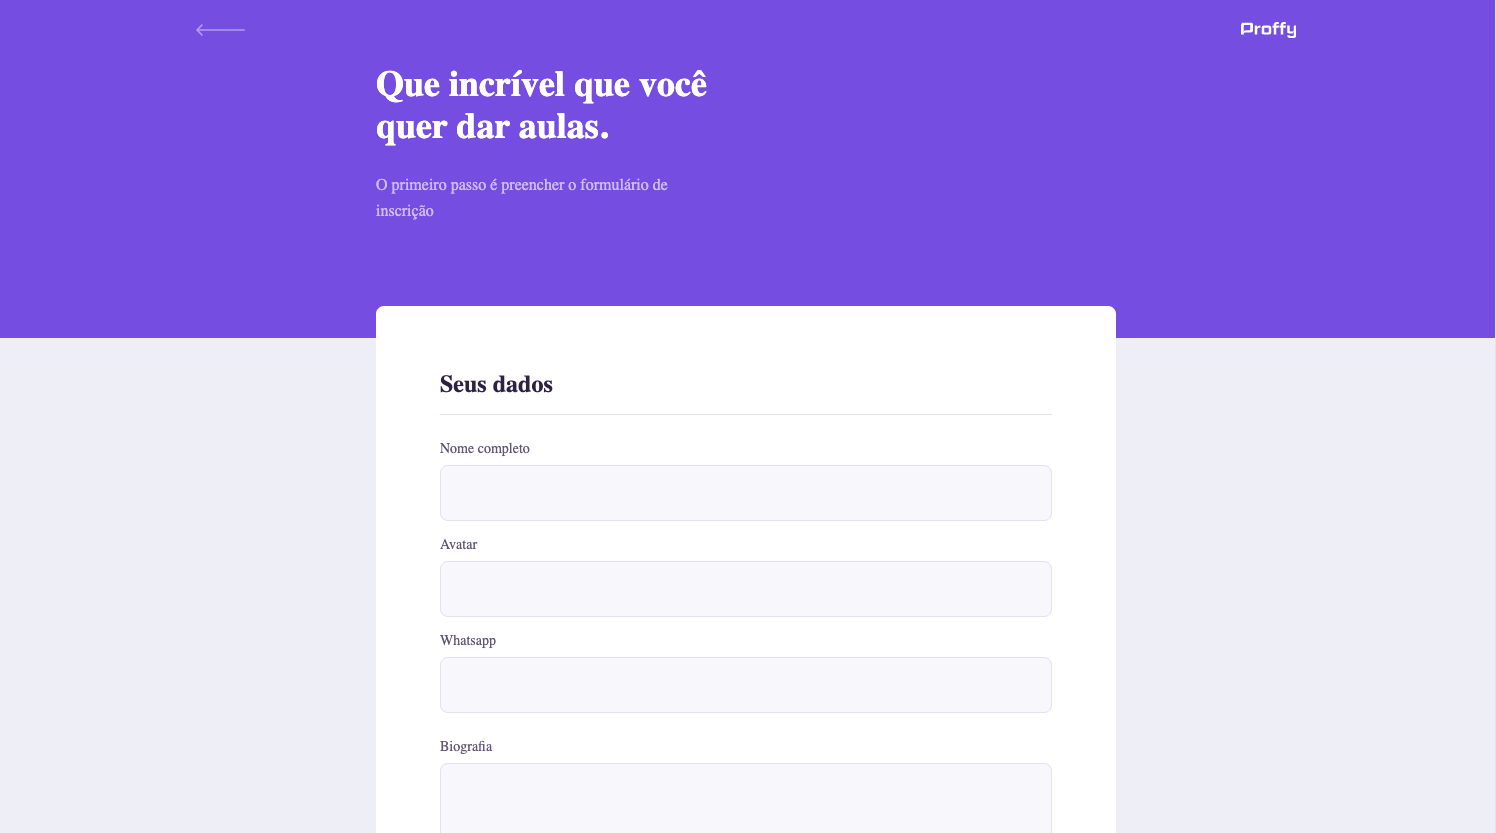 Proffy
Que incrível que você
quer dar aulas.
O primeiro passo é preencher o formulário de
inscrição
Seus dados
Nome completo
Avatar
Whatsapp
Biografia